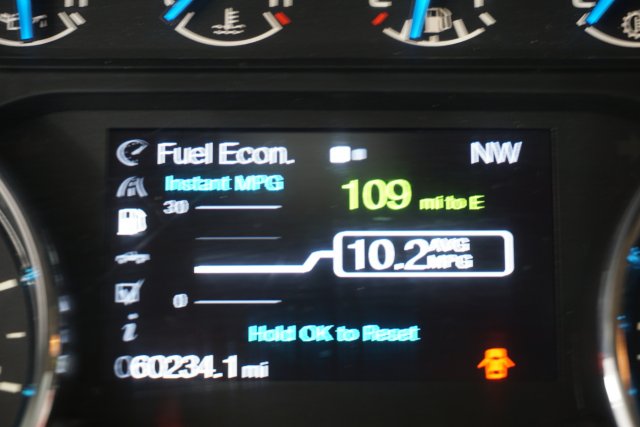 Fuel Econ. NW
Instant MPG
109 mi to E
30
10.2 AVG MPG
0
Hold OK to Reset
060234.1 mi